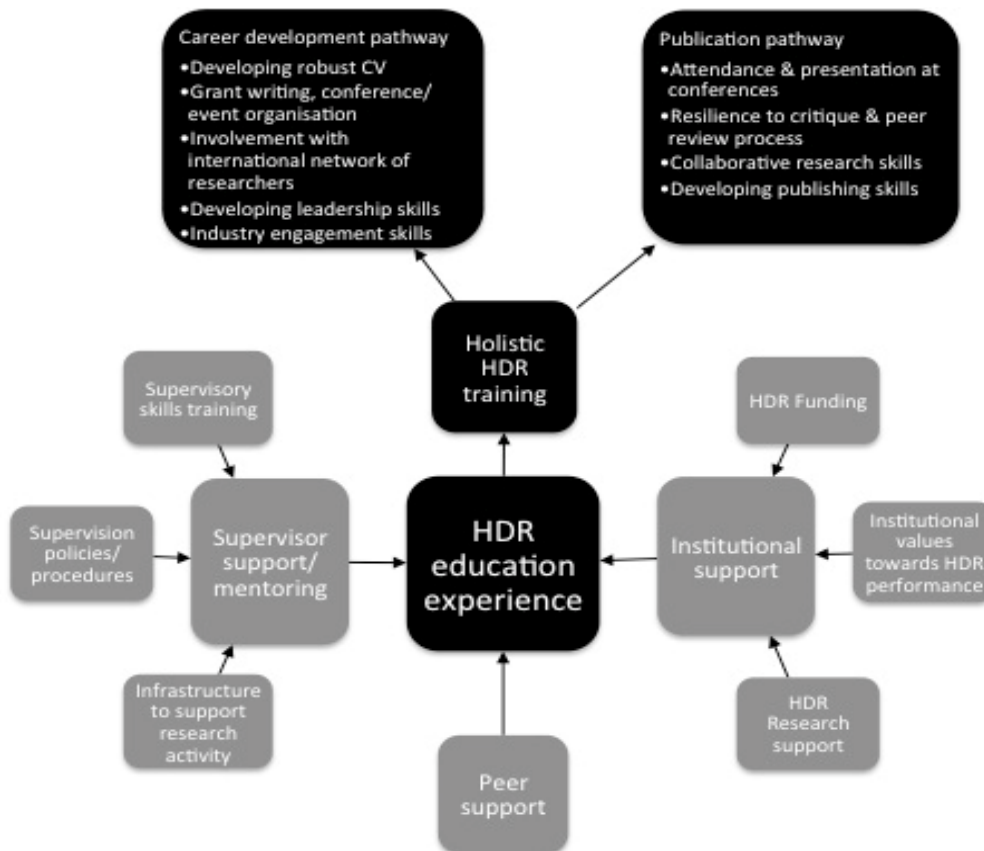 Career development pathway
•Developing robust CV
•Grant writing, conference/
event organisation
•Involvement with
international network of
researchers
•Developing leadership skills
•Industry engagement skills
Publication pathway
•Attendance & presentation at
conferences
•Resilience to critique & peer
review process
•Collaborative research skills
•Developing publishing skills
Holistic
HDR
training
Supervisory
skills training
HDR Funding
Supervision
policies/
procedures
Supervisor
support/
mentoring
HDR
education
experience
Institutional
support
Institutional
values
towards HDR
performance
Infrastructure
to support
research
activity
HDR
Research
support
Peer
support